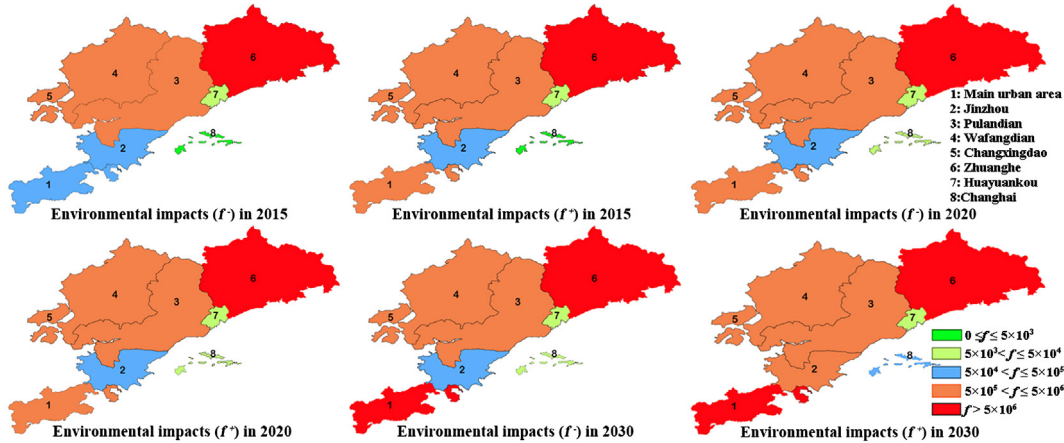 4
3
6
5
7
8
2
1
Environmental impacts (f -) in 2015
4
3
6
5
7
8
2
1
Environmental impacts (f +) in 2015
4
3
6
5
7
8
2
1
1: Main urban area
2: Jinzhou
3: Pulandian
4: Wafangdian
5: Changxingdao
6: Zhuanghe
7: Huayuankou
8:Changhai
Environmental impacts (f -) in 2020
4
3
6
5
7
8
2
1
Environmental impacts (f +) in 2020
4
3
6
5
7
8
2
1
Environmental impacts (f -) in 2030
4
3
6
5
7
8
2
1
Environmental impacts (f +) in 2030
0 ≤f≤ 5×10³
5×10³<f ≤ 5×10⁴
5×10⁴ <f ≤ 5×10⁵
5×10⁵ <f ≤ 5×10⁶
f > 5×10⁶